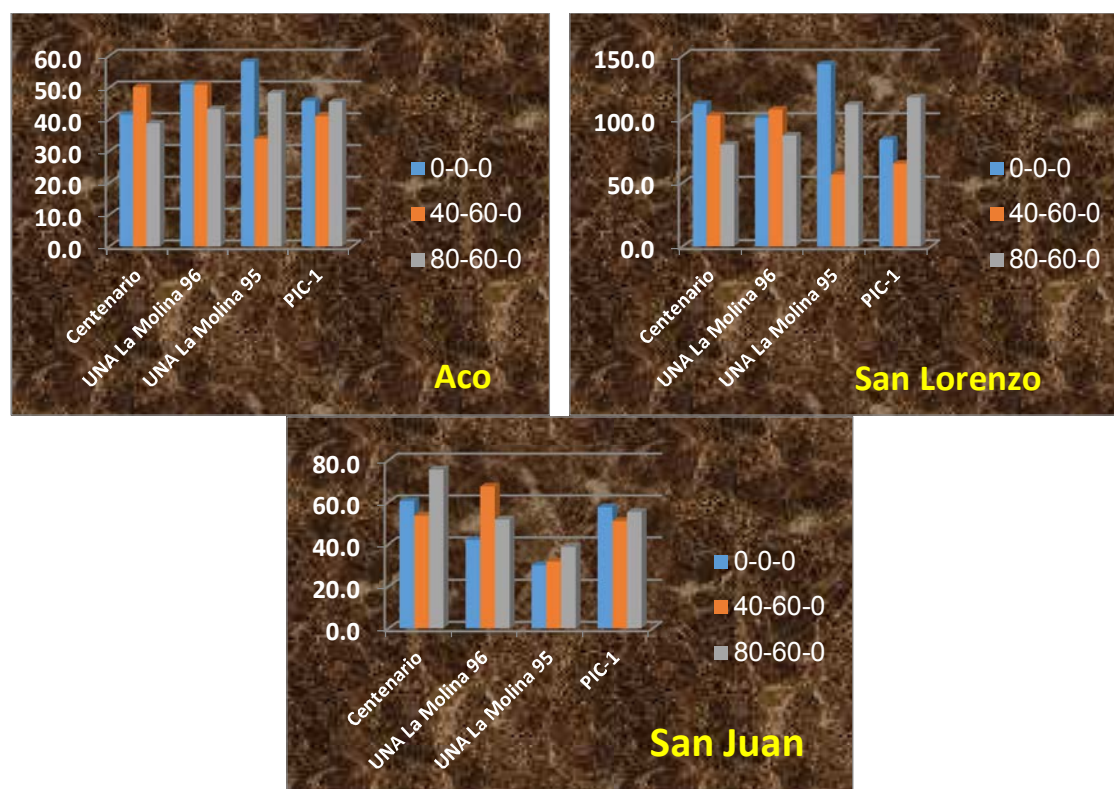 60.0
50.0
40.0
30.0
20.0
10.0
0.0
Centenario
UNA La Molina 96
UNA La Molina 95
PIC-1
0-0-0
40-60-0
80-60-0
Aco
150.0
100.0
50.0
0.0
Centenario
UNA La Molina 96
UNA La Molina 95
PIC-1
0-0-0
40-60-0
80-60-0
San Lorenzo
80.0
60.0
40.0
20.0
0.0
Centenario
UNA La Molina 96
UNA La Molina 95
PIC-1
0-0-0
40-60-0
80-60-0
San Juan